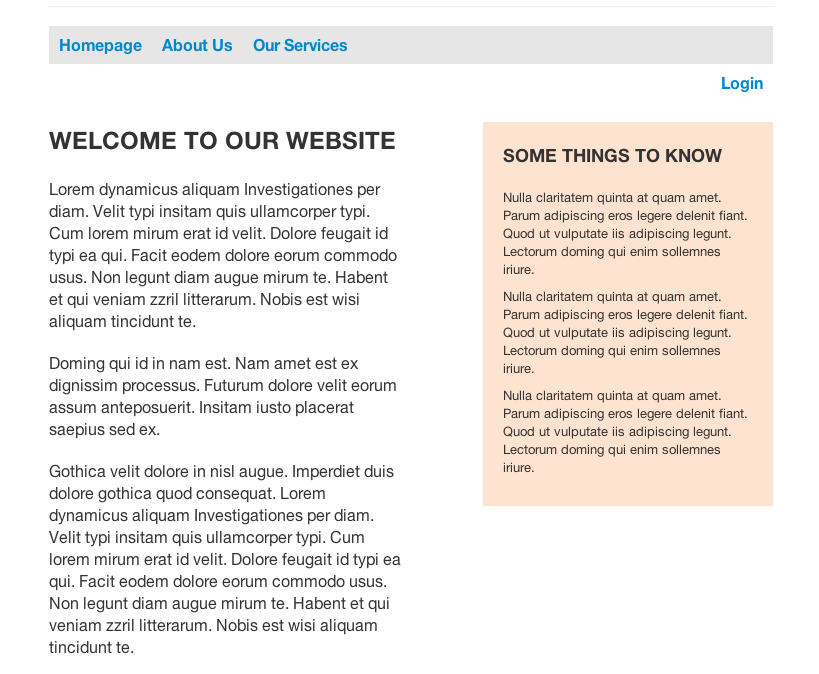 Homepage About Us Our Services
Login
WELCOME TO OUR WEBSITE
Lorem dynamicus aliquam Investigationes per
diam. Velit typi insitam quis ullamcorper typi.
Cum lorem mirum erat id velit. Dolore feugait id
typi ea qui. Facit eodem dolore eorum commodo
usus. Non legunt diam augue mirum te. Habent
et qui veniam zzril litterarum. Nobis est wisi
aliquam tincidunt te.
Doming qui id in nam est. Nam amet est ex
dignissim processus. Futurum dolore velit eorum
assum anteposuerit. Insitam iusto placerat
saepius sed ex.
Gothica velit dolore in nisl augue. Imperdiet duis
dolore gothica quod consequat. Lorem
dynamicus aliquam Investigationes per diam.
Velit typi insitam quis ullamcorper typi. Cum
lorem mirum erat id velit. Dolore feugait id typi ea
qui. Facit eodem dolore eorum commodo usus.
Non legunt diam augue mirum te. Habent et qui
veniam zzril litterarum. Nobis est wisi aliquam
tincidunt te.
SOME THINGS TO KNOW
Nulla claritatem quinta at quam amet.
Parum adipiscing eros legere delenit fiant.
Quod ut vulputate iis adipiscing legunt.
Lectorum doming qui enim sollemnes
iriure.
Nulla claritatem quinta at quam amet.
Parum adipiscing eros legere delenit fiant.
Quod ut vulputate iis adipiscing legunt.
Lectorum doming qui enim sollemnes
iriure.
Nulla claritatem quinta at quam amet.
Parum adipiscing eros legere delenit fiant.
Quod ut vulputate iis adipiscing legunt.
Lectorum doming qui enim sollemnes
iriure.